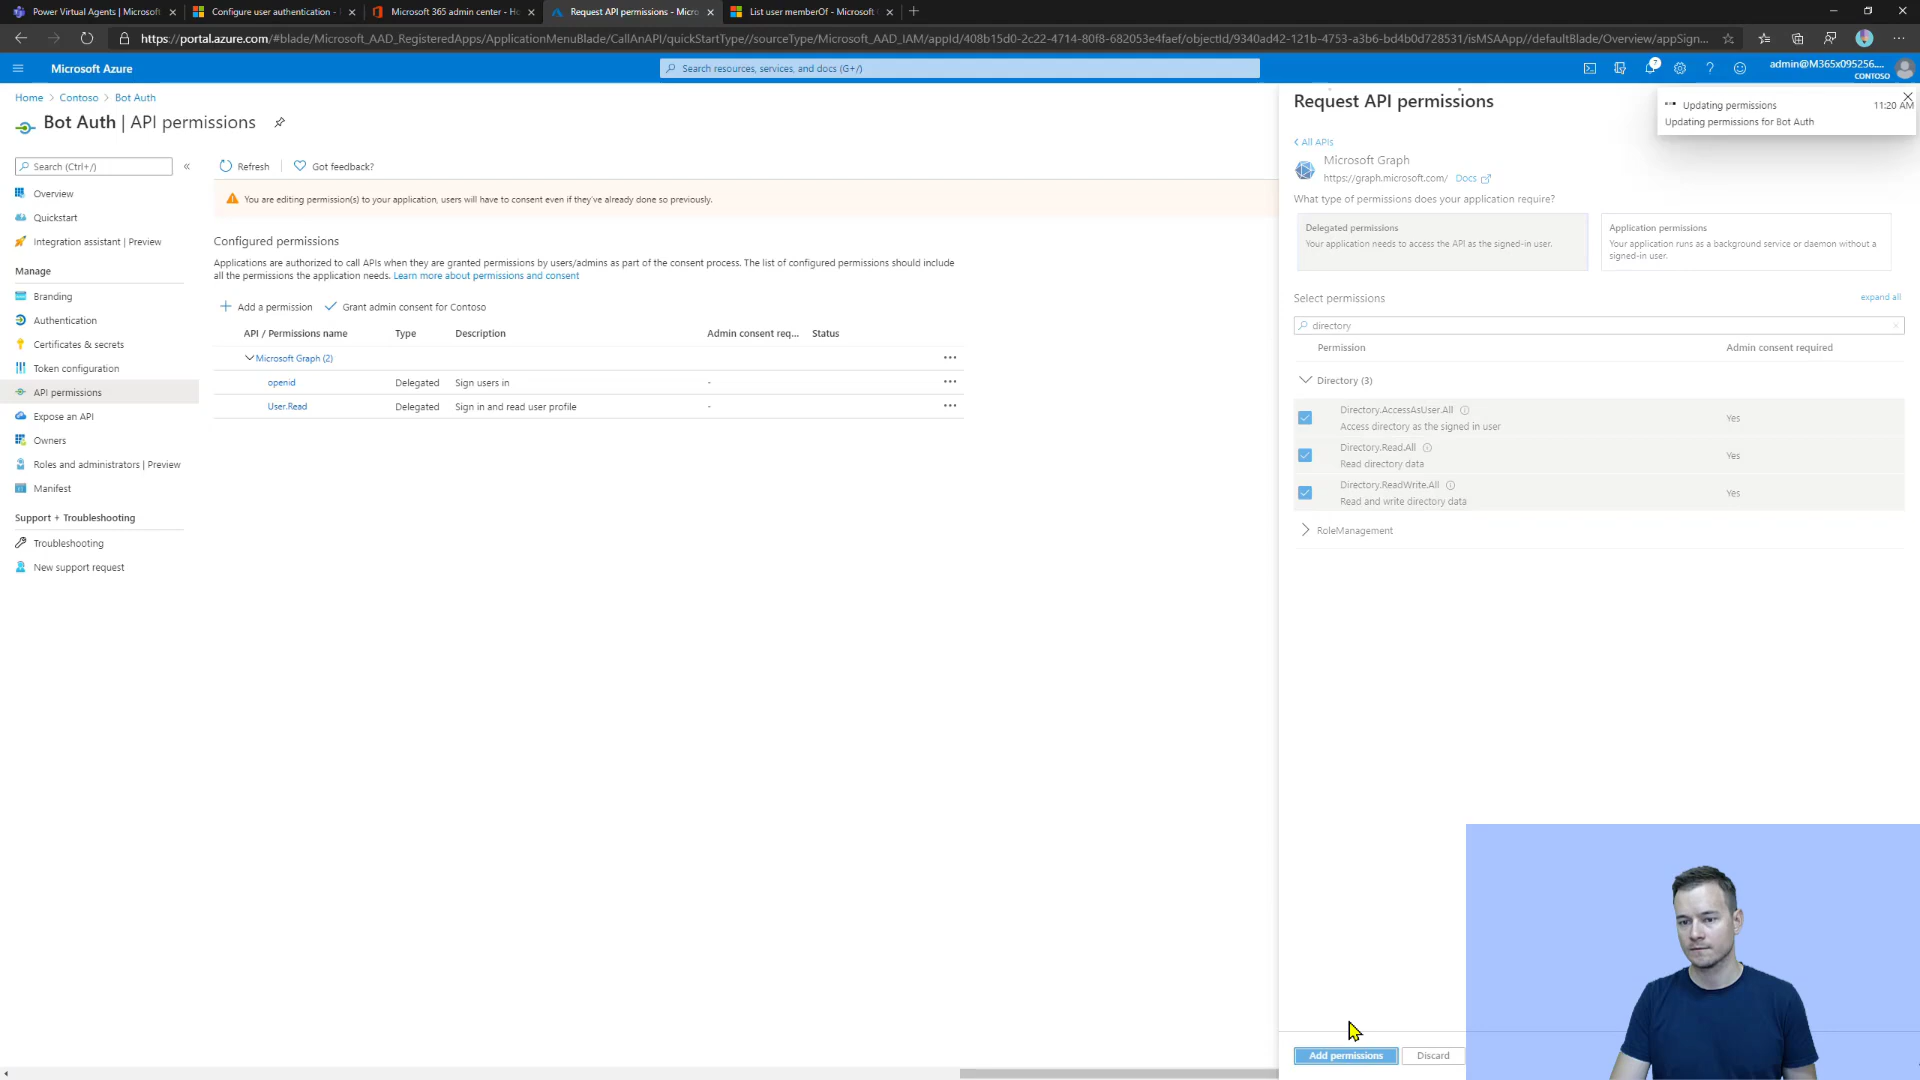 Power Virtual Agents | Microsoft
Configure user authentication -
Microsoft 365 admin center - Ho
Request API permissions - Micro
List user memberOf - Microsoft
https://portal.azure.com/#blade/Microsoft_AAD_RegisteredApps/ApplicationMenuBlade/CallAnAPI/quickStartType//sourceType/Microsoft_AAD_IAM/appId/408b15d0-2c22-4714-80f8-682053e4faef/objectId/9340ad42-121b-4753-a3b6-bd4b0d728531/isMSAApp//defaultBlade/Overview/appSign...
Microsoft Azure
Search resources, services, and docs (G+/)
7
admin@M365x095256....
CONTOSO
Home > Contoso > Bot Auth
Bot Auth | API permissions
Search (Ctrl+/)
Overview
Quickstart
Integration assistant | Preview
Manage
Branding
Authentication
Certificates & secrets
Token configuration
API permissions
Expose an API
Owners
Roles and administrators | Preview
Manifest
Support + Troubleshooting
Troubleshooting
New support request
Refresh
Got feedback?
You are editing permission(s) to your application, users will have to consent even if they've already done so previously.
Configured permissions
Applications are authorized to call APIs when they are granted permissions by users/admins as part of the consent process. The list of configured permissions should include
all the permissions the application needs. Learn more about permissions and consent
Add a permission
Grant admin consent for Contoso
API / Permissions name Type Description Admin consent req... Status
Microsoft Graph (2)
openid Delegated Sign users in -
User.Read Delegated Sign in and read user profile -
Request API permissions
Updating permissions 11:20 AM
Updating permissions for Bot Auth
All APIs
Microsoft Graph
https://graph.microsoft.com/ Docs
What type of permissions does your application require?
Delegated permissions
Your application needs to access the API as the signed-in user.
Application permissions
Your application runs as a background service or daemon without a
signed-in user.
Select permissions expand all
directory
Permission Admin consent required
Directory (3)
Directory.AccessAsUser.All
Access directory as the signed in user
Yes
Directory.Read.All
Read directory data
Yes
Directory.ReadWrite.All
Read and write directory data
Yes
RoleManagement
Add permissions
Discard